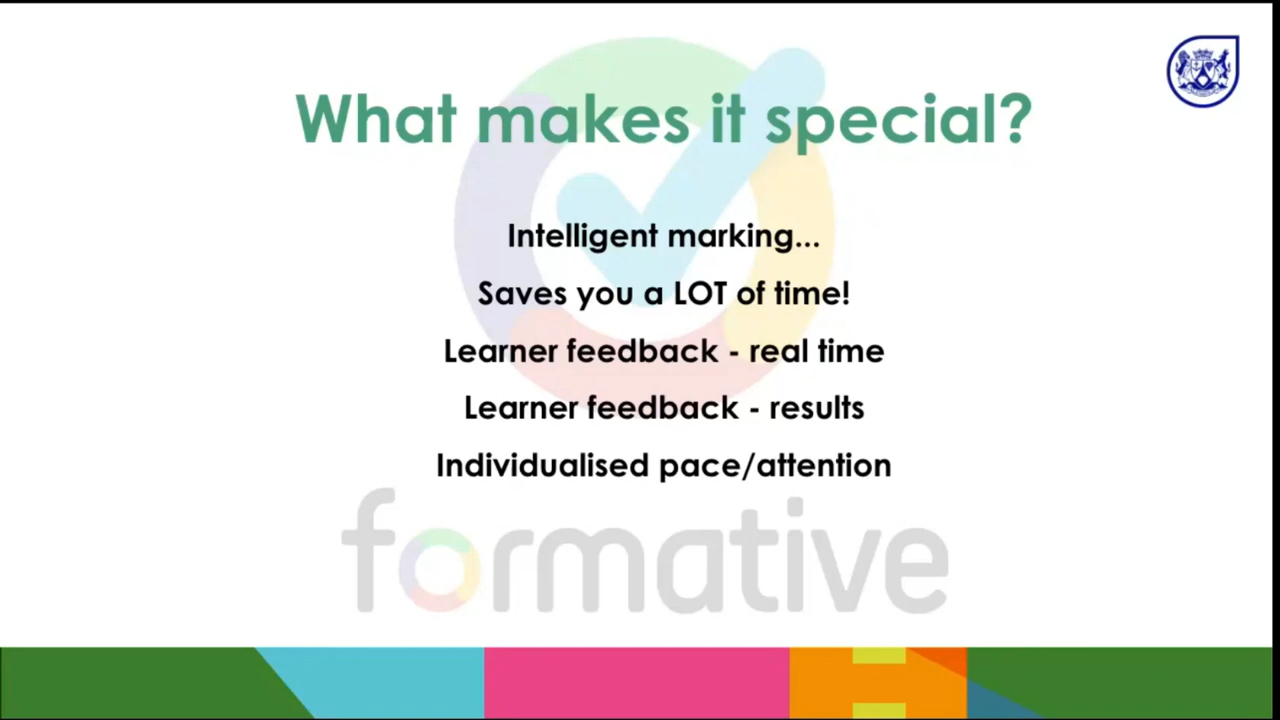 What makes it special?
Intelligent marking...
Saves you a LOT of time!
Learner feedback - real time
Learner feedback - results
Individualised pace/attention
formative